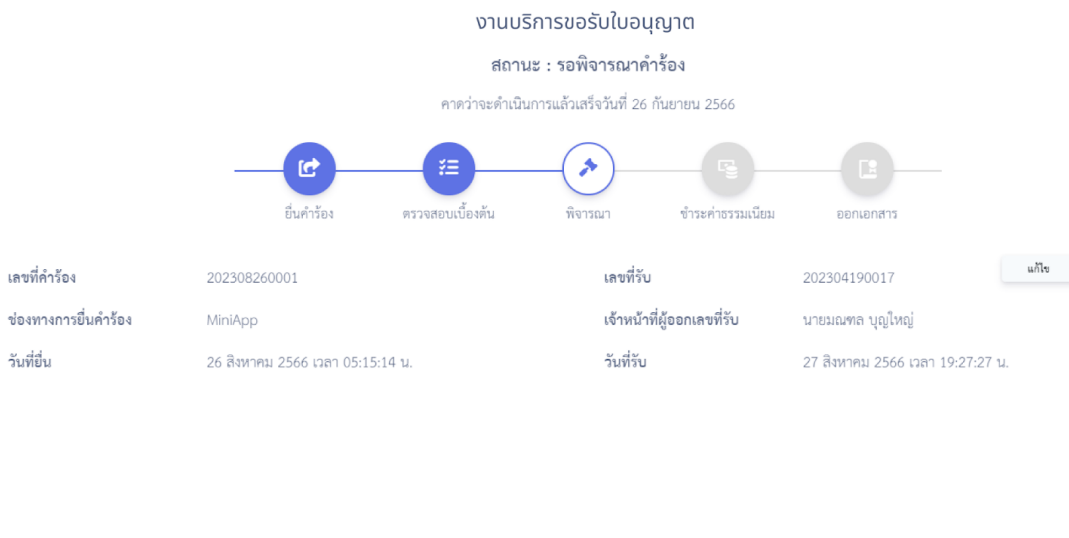 งานบริการขอรับใบอนุญาต
สถานะ : รอพิจารณาคำร้อง
คาดว่าจะดำเนินการแล้วเสร็จวันที่ 26 กันยายน 2566
ยื่นคำร้อง ตรวจสอบเบื้องต้น พิจารณา ชำระค่าธรรมเนียม ออกเอกสาร
เลขที่คำร้อง 202308260001 เลขที่รับ 202304190017 แก้ไข
ช่องทางการยื่นคำร้อง MiniApp เจ้าหน้าที่ผู้ออกเลขที่รับ นายมณฑล บุญใหญ่
วันที่ยื่น 26 สิงหาคม 2566 เวลา 05:15:14 น. วันที่รับ 27 สิงหาคม 2566 เวลา 19:27:27 น.